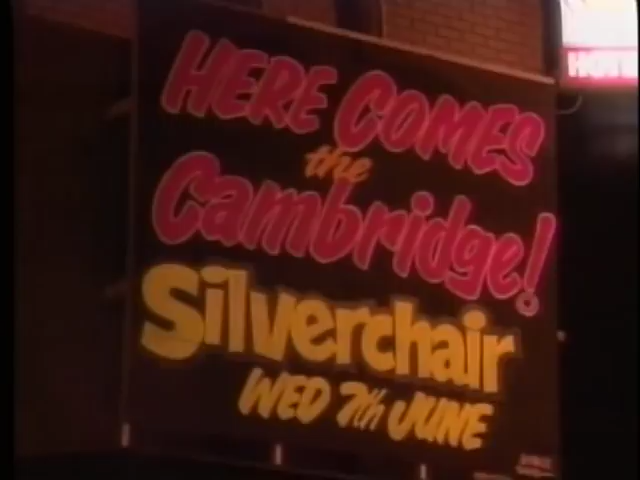 HERE COMES
the
Cambridge!
Silverchair
WED 7th JUNE